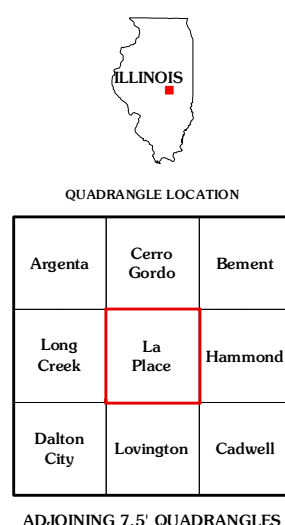 ILLINOIS
QUADRANGLE LOCATION
Argenta
Cerro
Gordo
Bement
Long
Creek
La
Place
Hammond
Dalton
City
Lovington
Cadwell
ADJOINING 7.5' QUADRANGLES